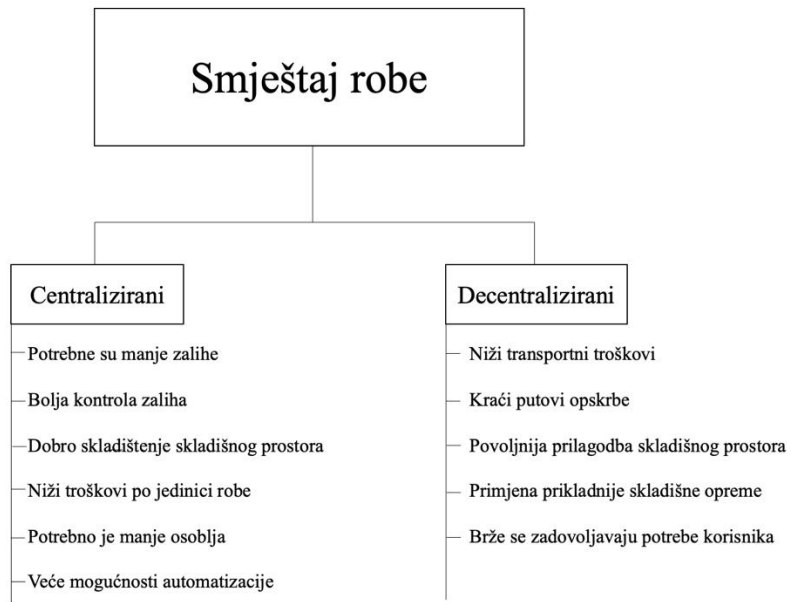 Smještaj robe
Centralizirani
Potrebne su manje zalihe
Bolja kontrola zaliha
Dobro skladištenje skladišnog prostora
Niži troškovi po jedinici robe
Potrebno je manje osoblja
Veće mogućnosti automatizacije
Decentralizirani
Niži transportni troškovi
Kraći putovi opskrbe
Povoljnija prilagodba skladišnog prostora
Primjena prikladnije skladišne opreme
Brže se zadovoljavaju potrebe korisnika